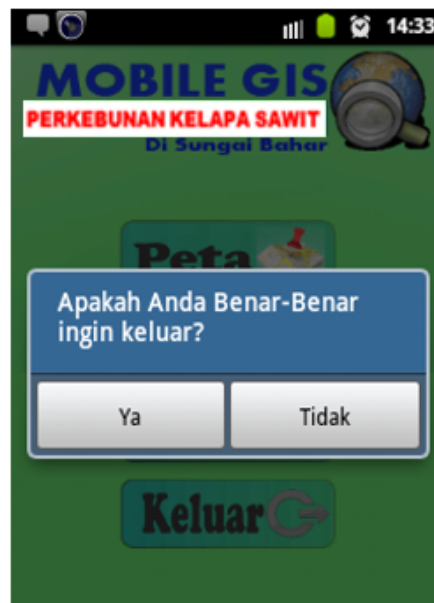 14:33
MOBILE GIS
PERKEBUNAN KELAPA SAWIT
Di Sungai Bahar
Peta
Apakah Anda Benar-Benar
ingin keluar?
Ya
Tidak
Keluar